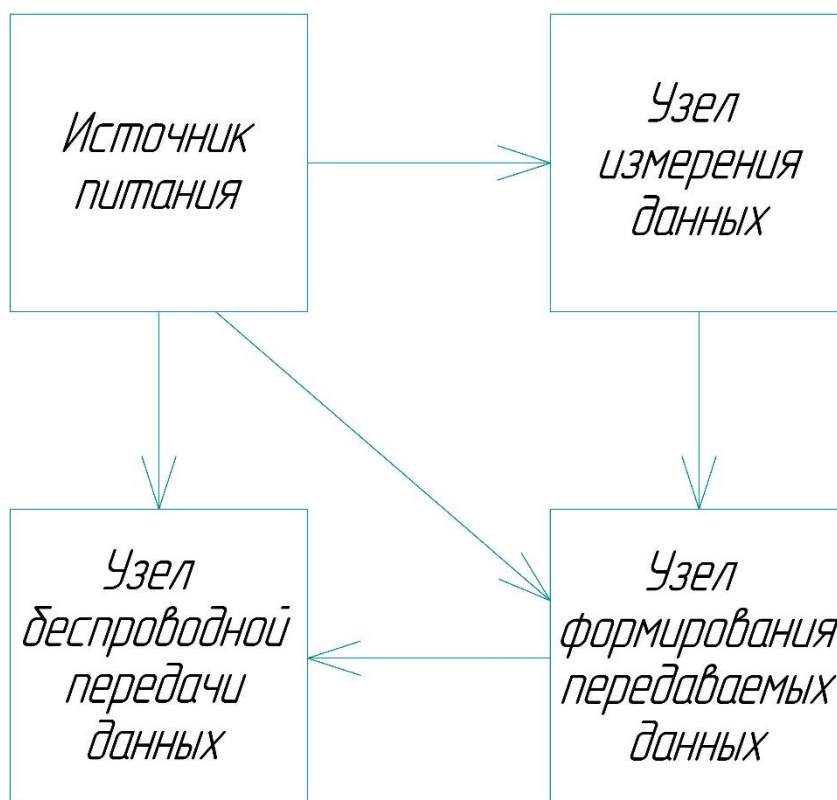 Источник
питания
Узел
измерения
данных
Узел
беспроводной
передачи
данных
Узел
формирования
передаваемых
данных